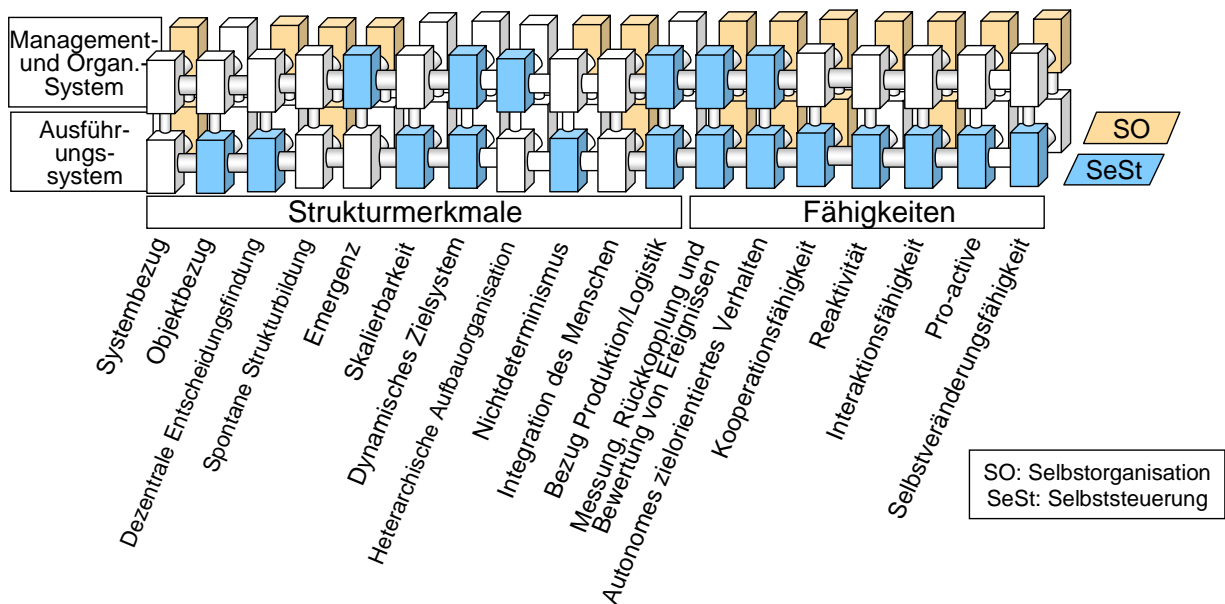 Management-
und Organ.-
System
Ausführ-
ungs-
system
SO
SeSt
Strukturmerkmale
Fähigkeiten
Systembezug
Objektbezug
Dezentrale Entscheidungsfindung
Spontane Strukturbildung
Emergenz
Skalierbarkeit
Dynamisches Zielsystem
Heterarchische Aufbauorganisation
Nichtdeterminismus
Integration des Menschen
Bezug Produktion/Logistik
Messung, Rückkopplung und
Bewertung von Ereignissen
Autonomes zielorientiertes Verhalten
Kooperationsfähigkeit
Reaktivität
Interaktionsfähigkeit
Pro-active
Selbstveränderungsfähigkeit
SO: Selbstorganisation
SeSt: Selbststeuerung